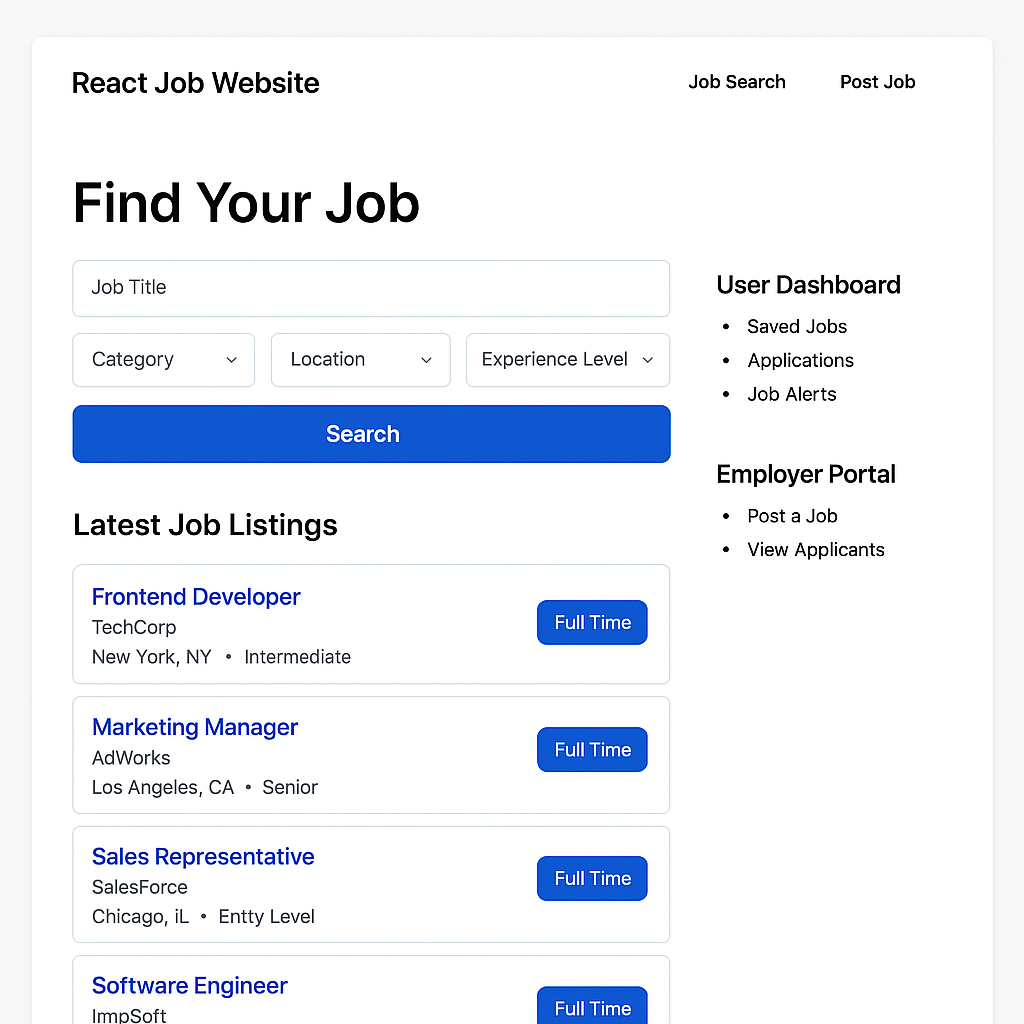 React Job Website
Job Search
Post Job
Find Your Job
Job Title
Category
Location
Experience Level
Search
Latest Job Listings
Frontend Developer
TechCorp
New York, NY • Intermediate
Full Time
Marketing Manager
AdWorks
Los Angeles, CA • Senior
Full Time
Sales Representative
SalesForce
Chicago, iL • Entty Level
Full Time
Software Engineer
ImpSoft
Full Time
User Dashboard
• Saved Jobs
• Applications
• Job Alerts
Employer Portal
• Post a Job
• View Applicants